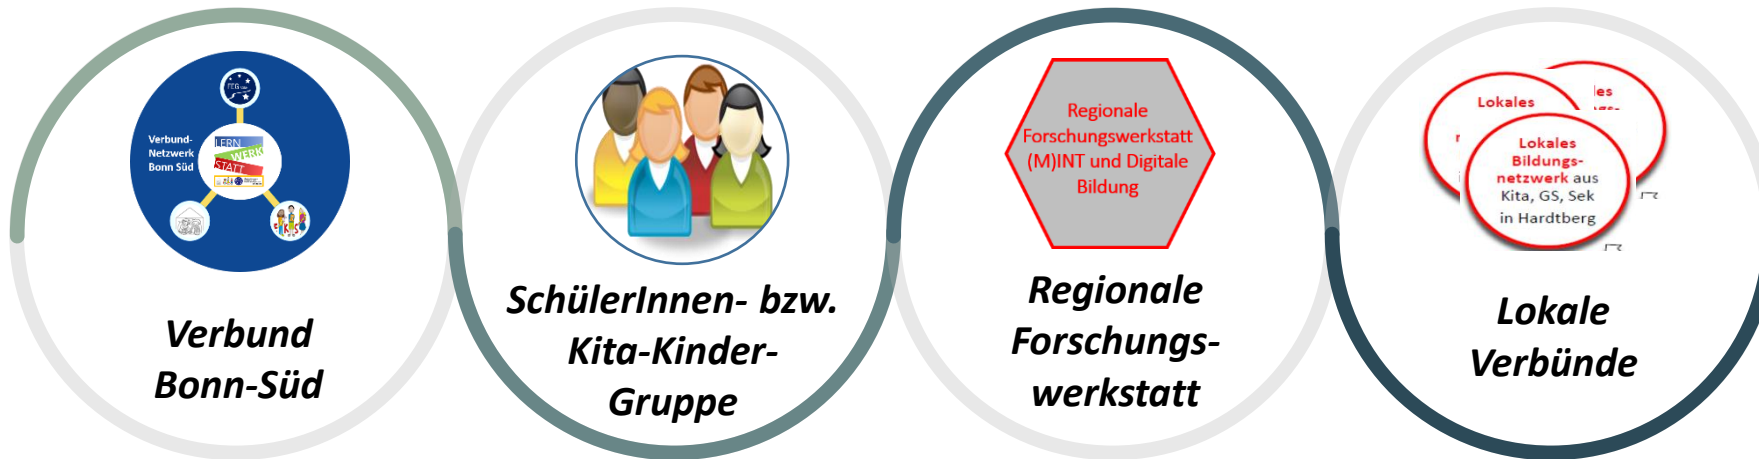 Verbund-
Netzwerk
Bonn Süd
FEG
LERN
WERK
STATT
Verbund
Bonn-Süd
SchülerInnen- bzw.
Kita-Kinder-
Gruppe
Regionale
Forschungswerkstatt
(M)INT und Digitale
Bildung
Regionale
Forschungs-
werkstatt
Lokales
Lokales
Bildungs-
netzwerk aus
Kita, GS, Sek
in Hardtberg
Lokale
Verbünde